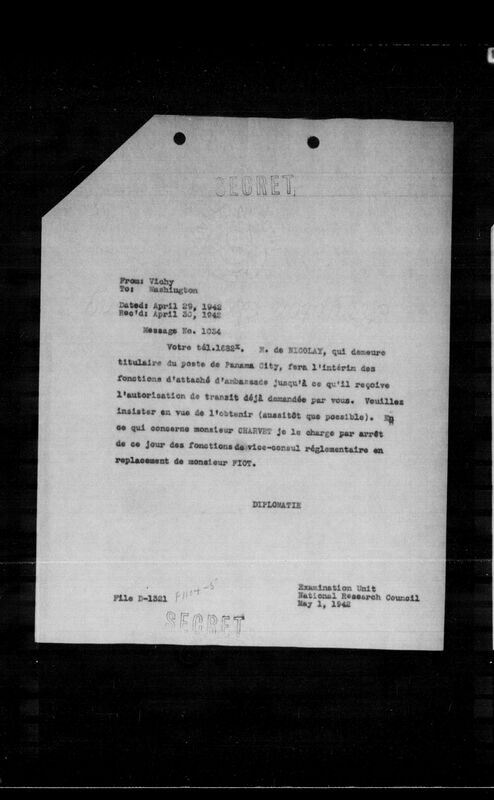 SECRET
From: Vichy
To: Washington
Dated: April 29, 1942
Rec'd: April 30, 1942
Message No. 1034
Votre tél.1682x. M. de NICOLAY, qui demeure
titulaire du poste de Panama City, fera l'intérim des
fonctions d'attaché d'ambassade jusqu'à ce qu'il reçoive
l'autorisation de transit déjà demandée par vous. Veuillez
insister en vue de l'obtenir (aussitôt que possible). En
ce qui concerne monsieur CHARVET je le charge par arrêt
de ce jour des fonctions de vice-consul réglementaire en
replacement de monsieur FIOT.
DIPLOMATIE
File D-1321
Examination Unit
National Research Council
May 1, 1942
SECRET